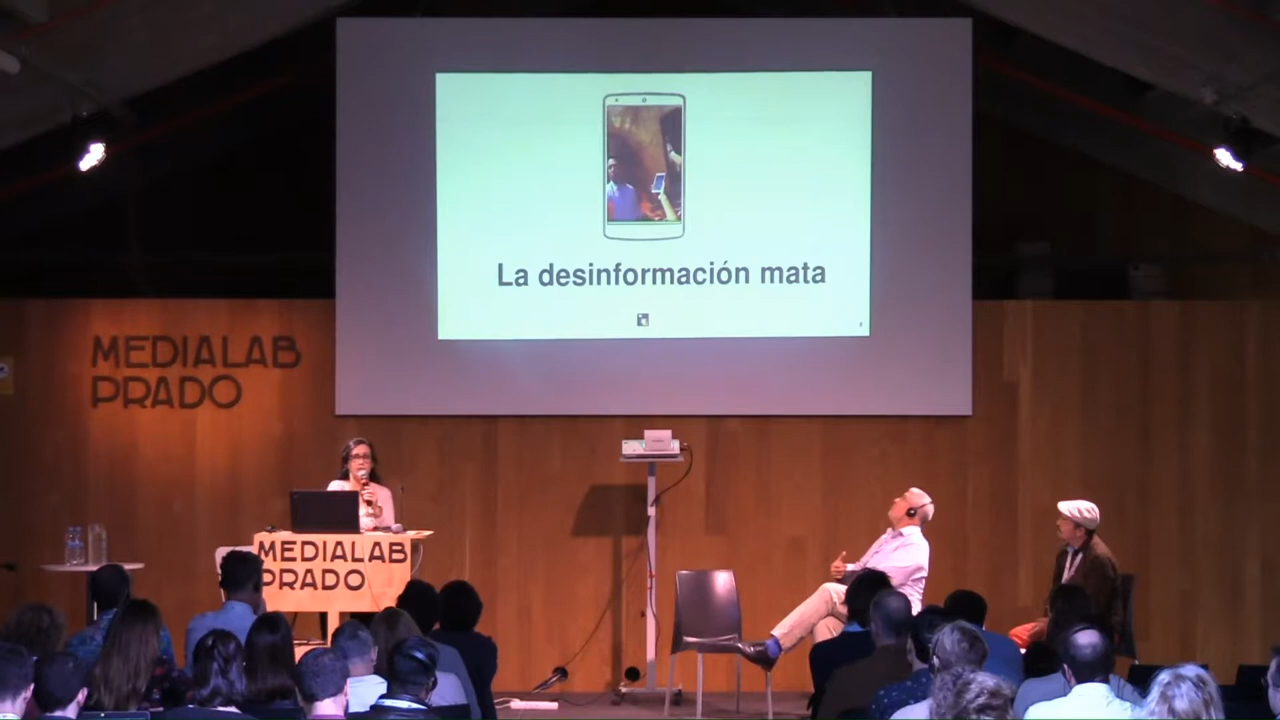 La desinformación mata
MEDIALAB
PRADO
MEDIALAB
PRADO